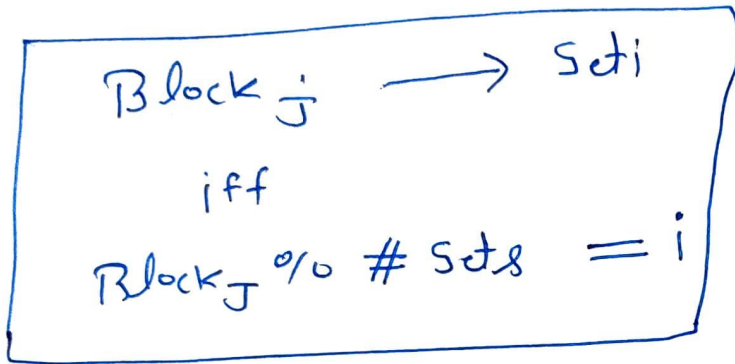 Block j → Set i
iff
Block j % # Sets = i